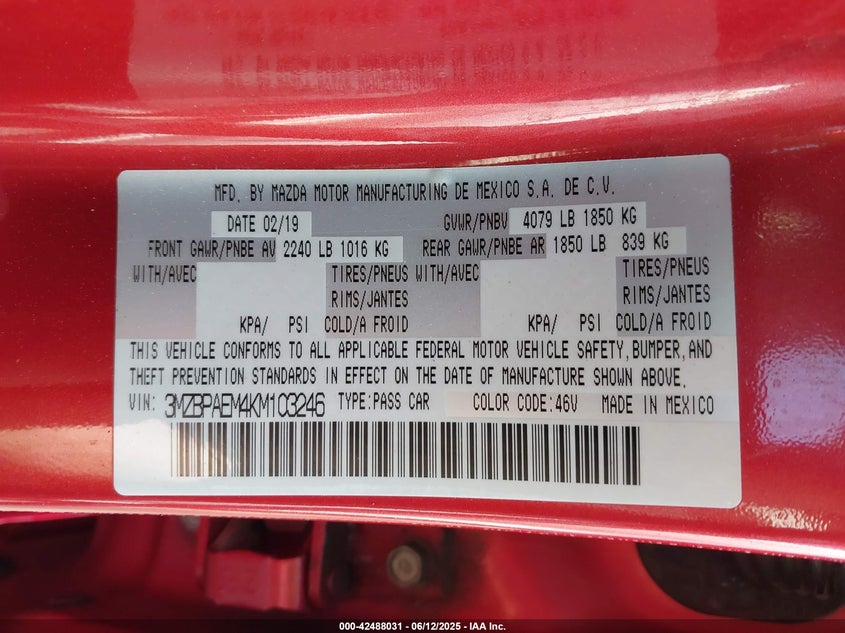 MFD. BY MAZDA MOTOR MANUFACTURING DE MEXICO S.A. DE C.V.
DATE 02/19 GVWR/PNBV 4079 LB 1850 KG
FRONT GAWR/PNBE AV 2240 LB 1016 KG REAR GAWR/PNBE AR 1850 LB 839 KG
WITH/AVEC TIRES/PNEUS WITH/AVEC TIRES/PNEUS
RIMS/JANTES RIMS/JANTES
KPA/ PSI COLD/A FROID KPA/ PSI COLD/A FROID
THIS VEHICLE CONFORMS TO ALL APPLICABLE FEDERAL MOTOR VEHICLE SAFETY, BUMPER, AND
THEFT PREVENTION STANDARDS IN EFFECT ON THE DATE OF MANUFACTURE SHOWN ABOVE.
VIN: 3MZBPAEM4KM103246 TYPE:PASS CAR COLOR CODE:46V MADE IN MEXICO
000-42488031 - 06/12/2025 - IAA Inc.